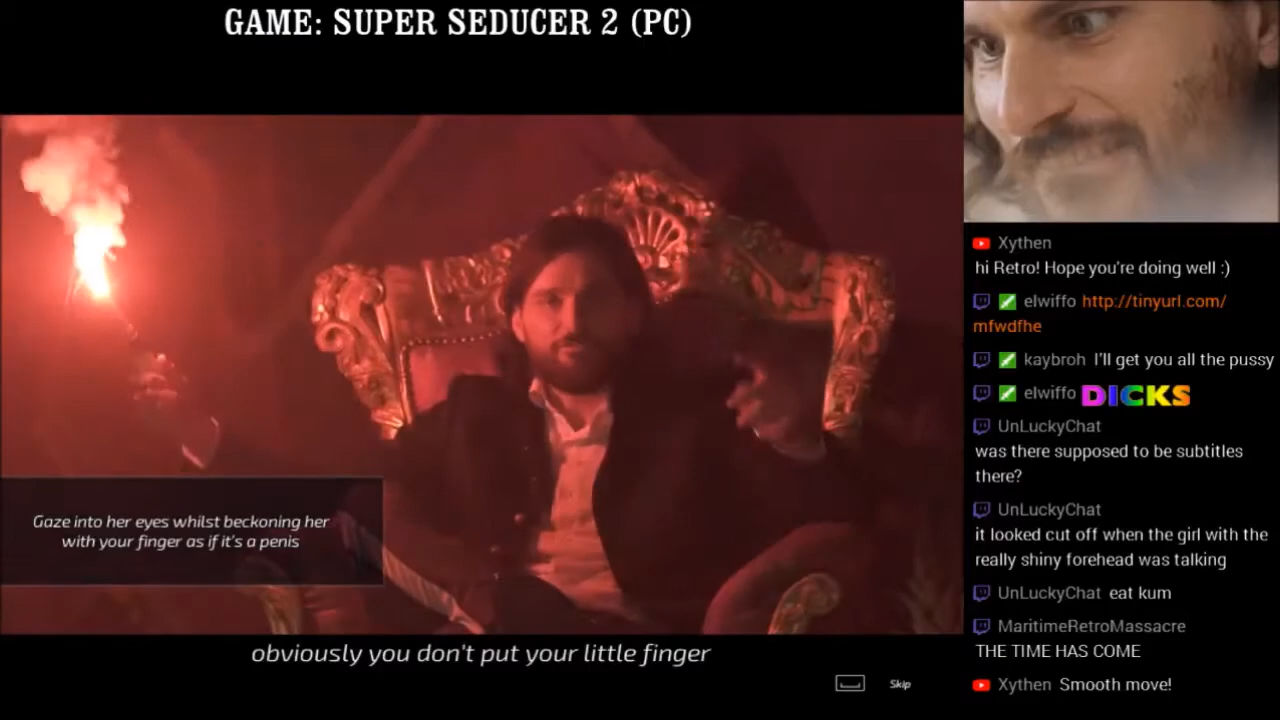 GAME: SUPER SEDUCER 2 (PC)
Gaze into her eyes whilst beckoning her
with your finger as if it's a penis
obviously you don't put your little finger
Skip
Xythen
hi Retro! Hope you're doing well :)
elwiffo http://tinyurl.com/
mfwdfhe
kaybroh I'll get you all the pussy
elwiffo DICKS
UnLuckyChat
was there supposed to be subtitles
there?
UnLuckyChat
it looked cut off when the girl with the
really shiny forehead was talking
UnLuckyChat eat kum
MaritimeRetroMassacre
THE TIME HAS COME
Xythen Smooth move!